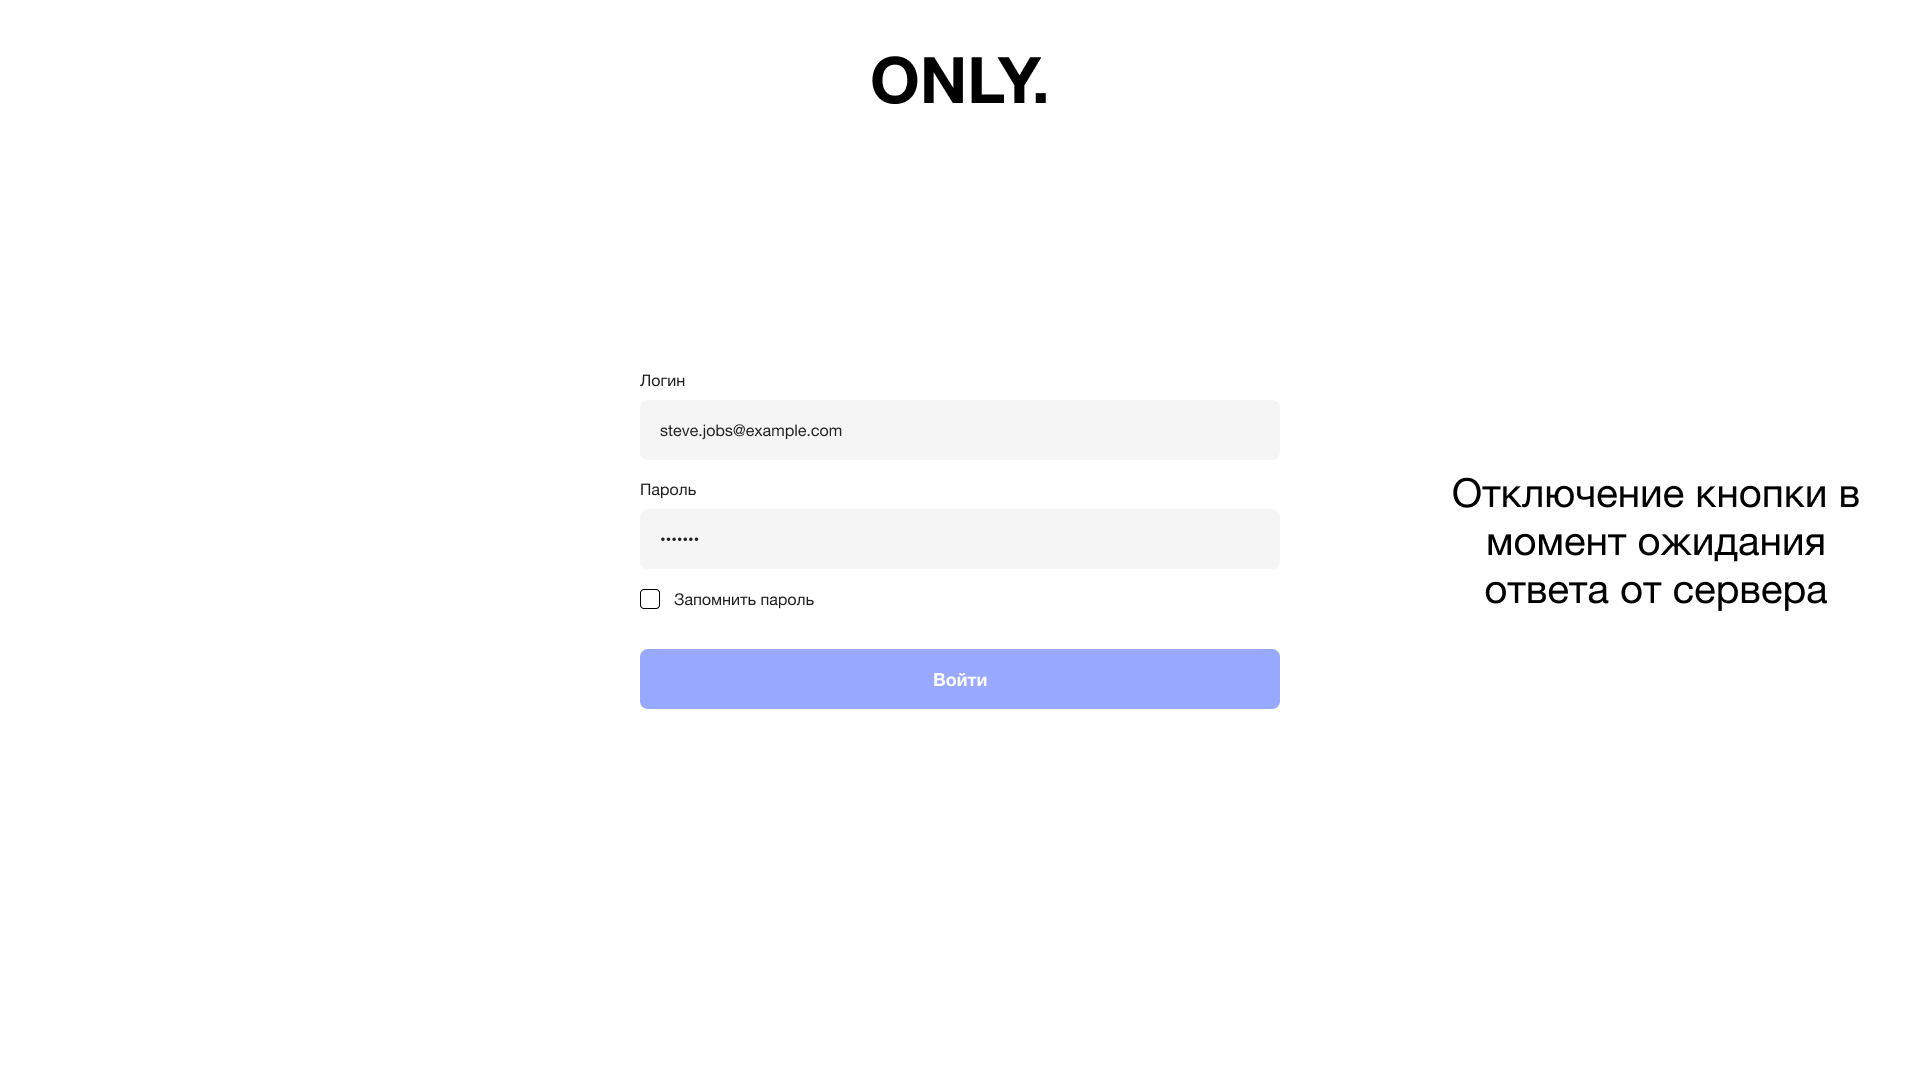 ONLY.
Логин
steve.jobs@example.com
Пароль
•••••••
Запомнить пароль
Войти
Отключение кнопки в
момент ожидания
ответа от сервера